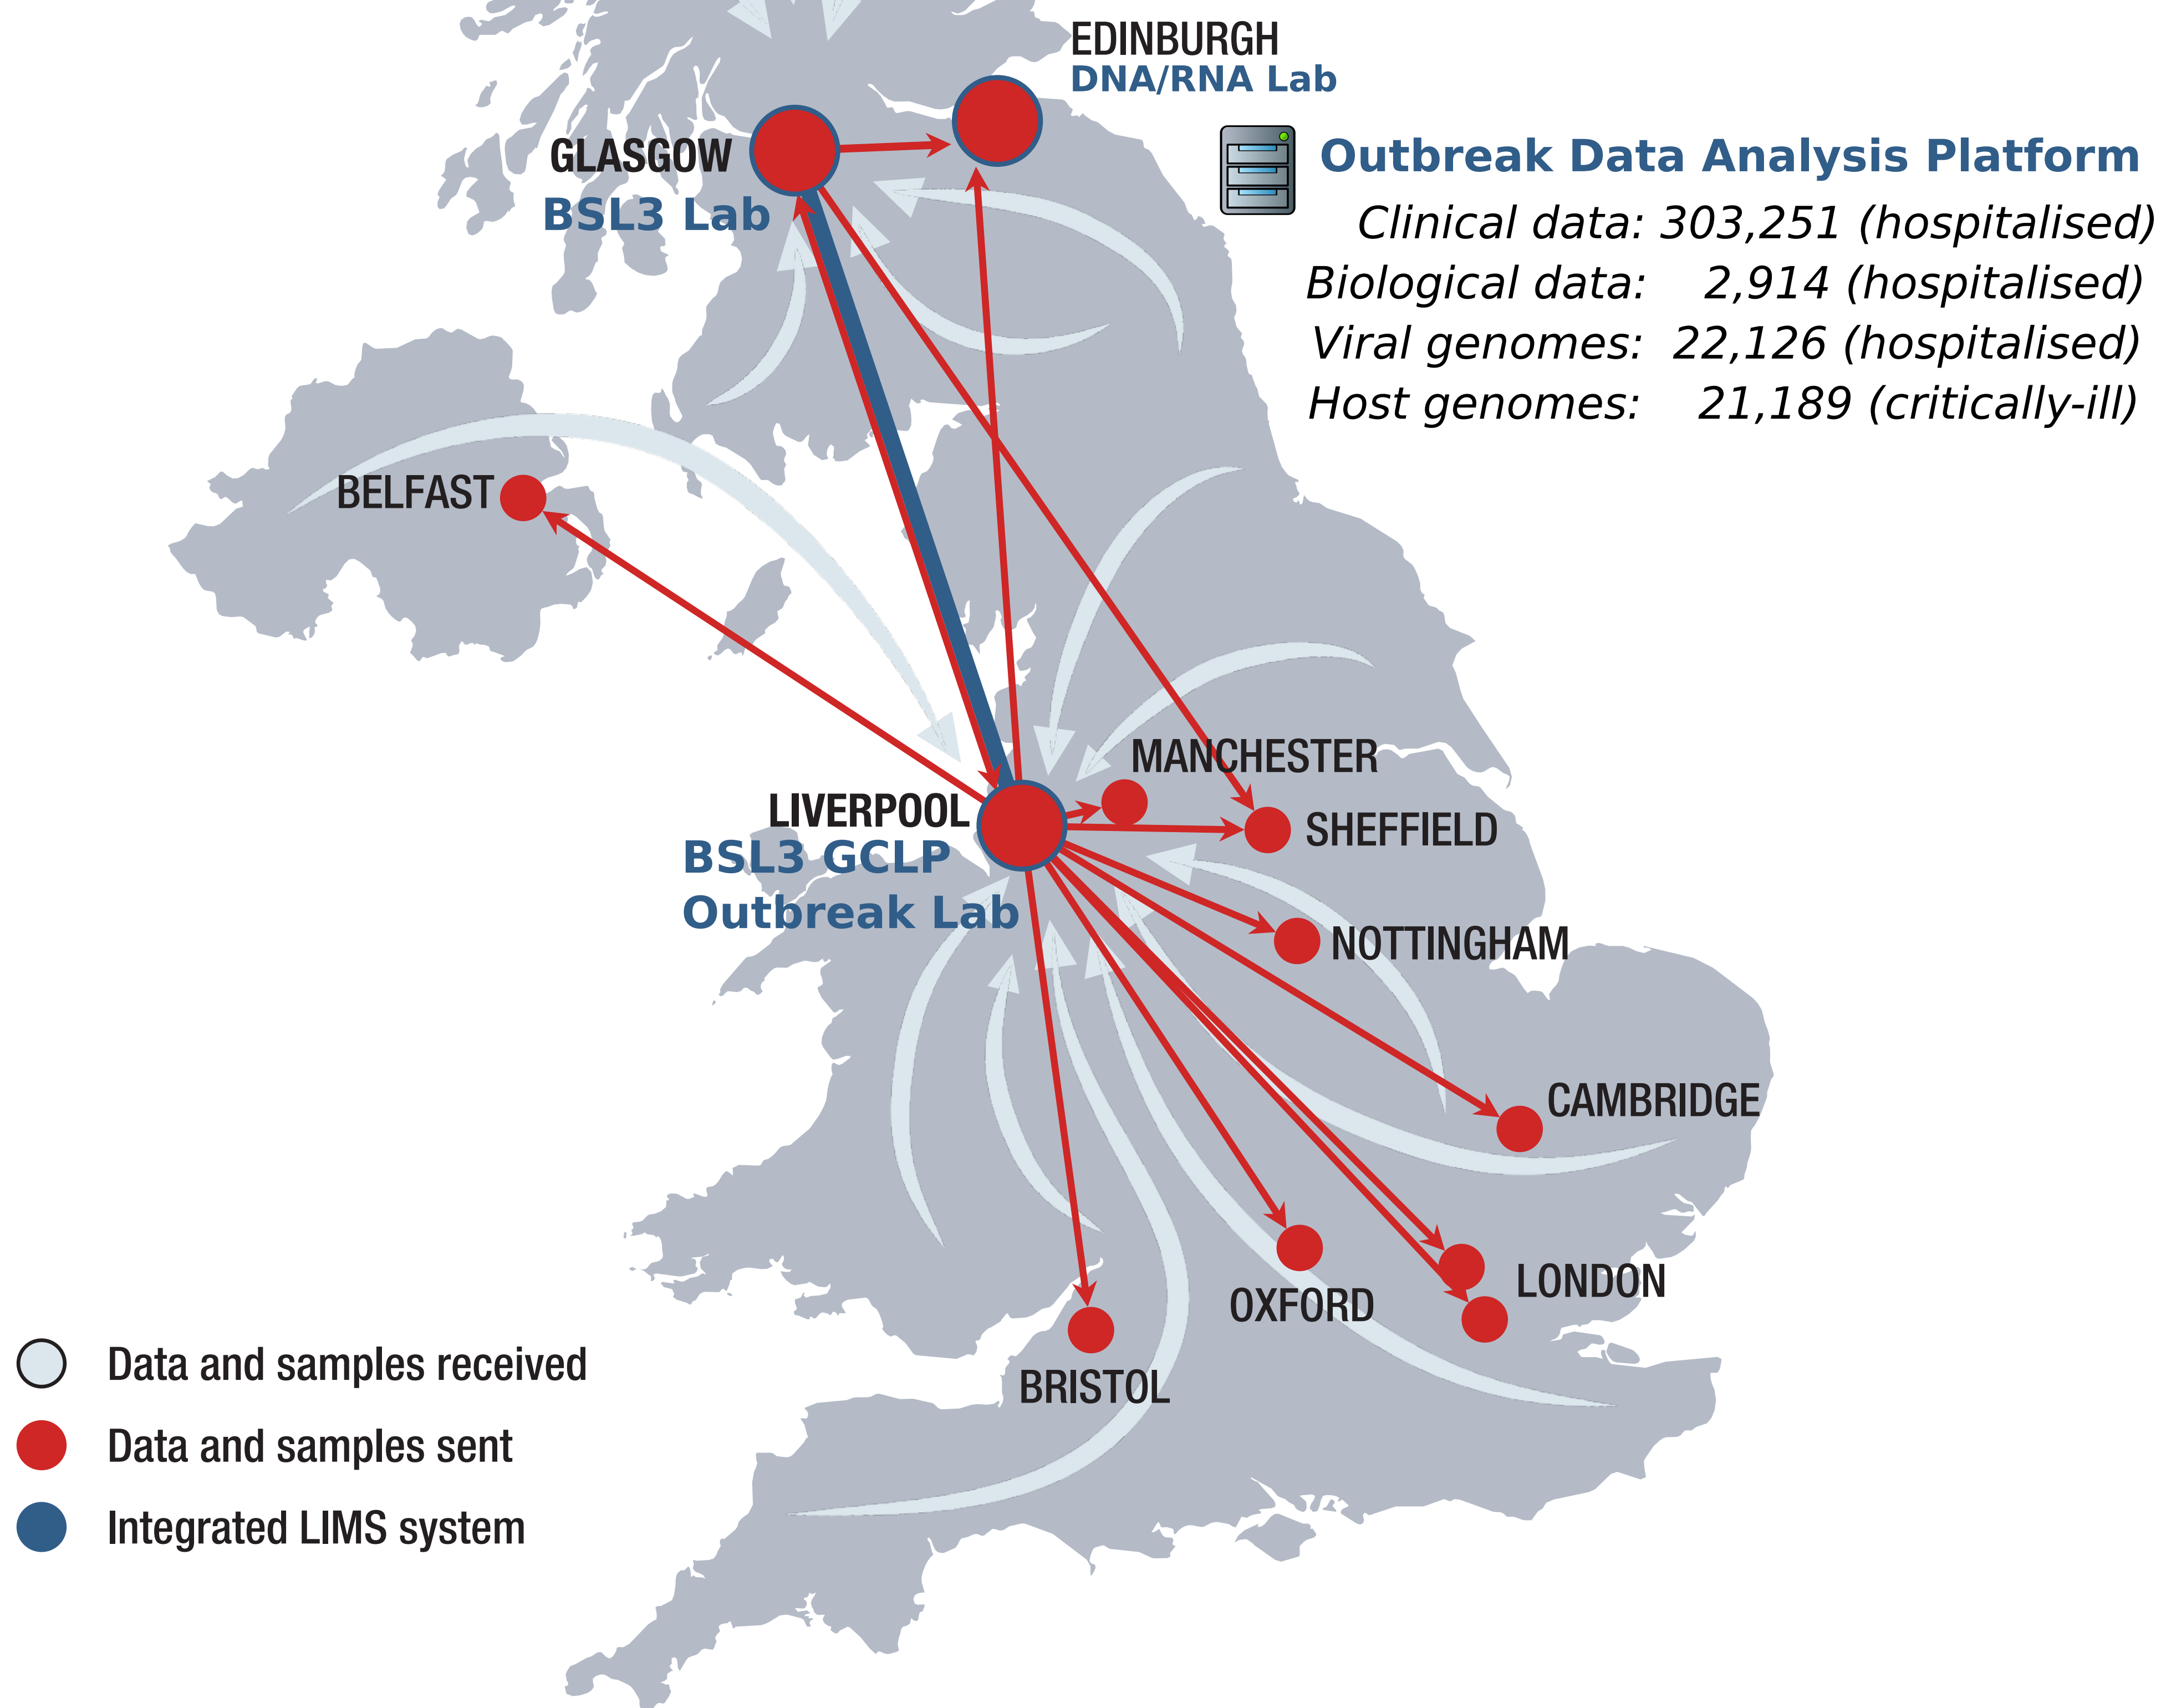 EDINBURGH
DNA/RNA Lab
GLASGOW
BSL3 Lab
Outbreak Data Analysis Platform
Clinical data: 303,251 (hospitalised)
Biological data: 2,914 (hospitalised)
Viral genomes: 22,126 (hospitalised)
Host genomes: 21,189 (critically-ill)
BELFAST
MANCHESTER
LIVERPOOL
BSL3 GCLP
Outbreak Lab
SHEFFIELD
NOTTINGHAM
CAMBRIDGE
LONDON
OXFORD
BRISTOL
Data and samples received
Data and samples sent
Integrated LIMS system